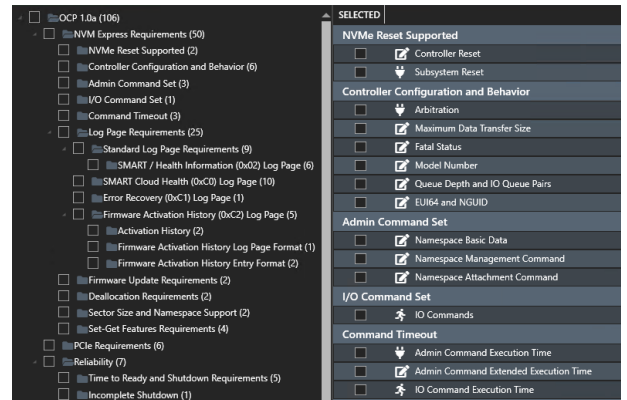 OCP 1.0a (106)
NVM Express Requirements (50)
NVMe Reset Supported (2)
Controller Configuration and Behavior (6)
Admin Command Set (3)
I/O Command Set (1)
Command Timeout (3)
Log Page Requirements (25)
Standard Log Page Requirements (9)
SMART / Health Information (0x02) Log Page (6)
SMART Cloud Health (0xC0) Log Page (10)
Error Recovery (0xC1) Log Page (1)
Firmware Activation History (0xC2) Log Page (5)
Activation History (2)
Firmware Activation History Log Page Format (1)
Firmware Activation History Entry Format (2)
Firmware Update Requirements (2)
Deallocation Requirements (2)
Sector Size and Namespace Support (2)
Set-Get Features Requirements (4)
PCIe Requirements (6)
Reliability (7)
Time to Ready and Shutdown Requirements (5)
Incomplete Shutdown (1)
SELECTED
NVMe Reset Supported
Controller Reset
Subsystem Reset
Controller Configuration and Behavior
Arbitration
Maximum Data Transfer Size
Fatal Status
Model Number
Queue Depth and IO Queue Pairs
EUI64 and NGUID
Admin Command Set
Namespace Basic Data
Namespace Management Command
Namespace Attachment Command
I/O Command Set
IO Commands
Command Timeout
Admin Command Execution Time
Admin Command Extended Execution Time
IO Command Execution Time